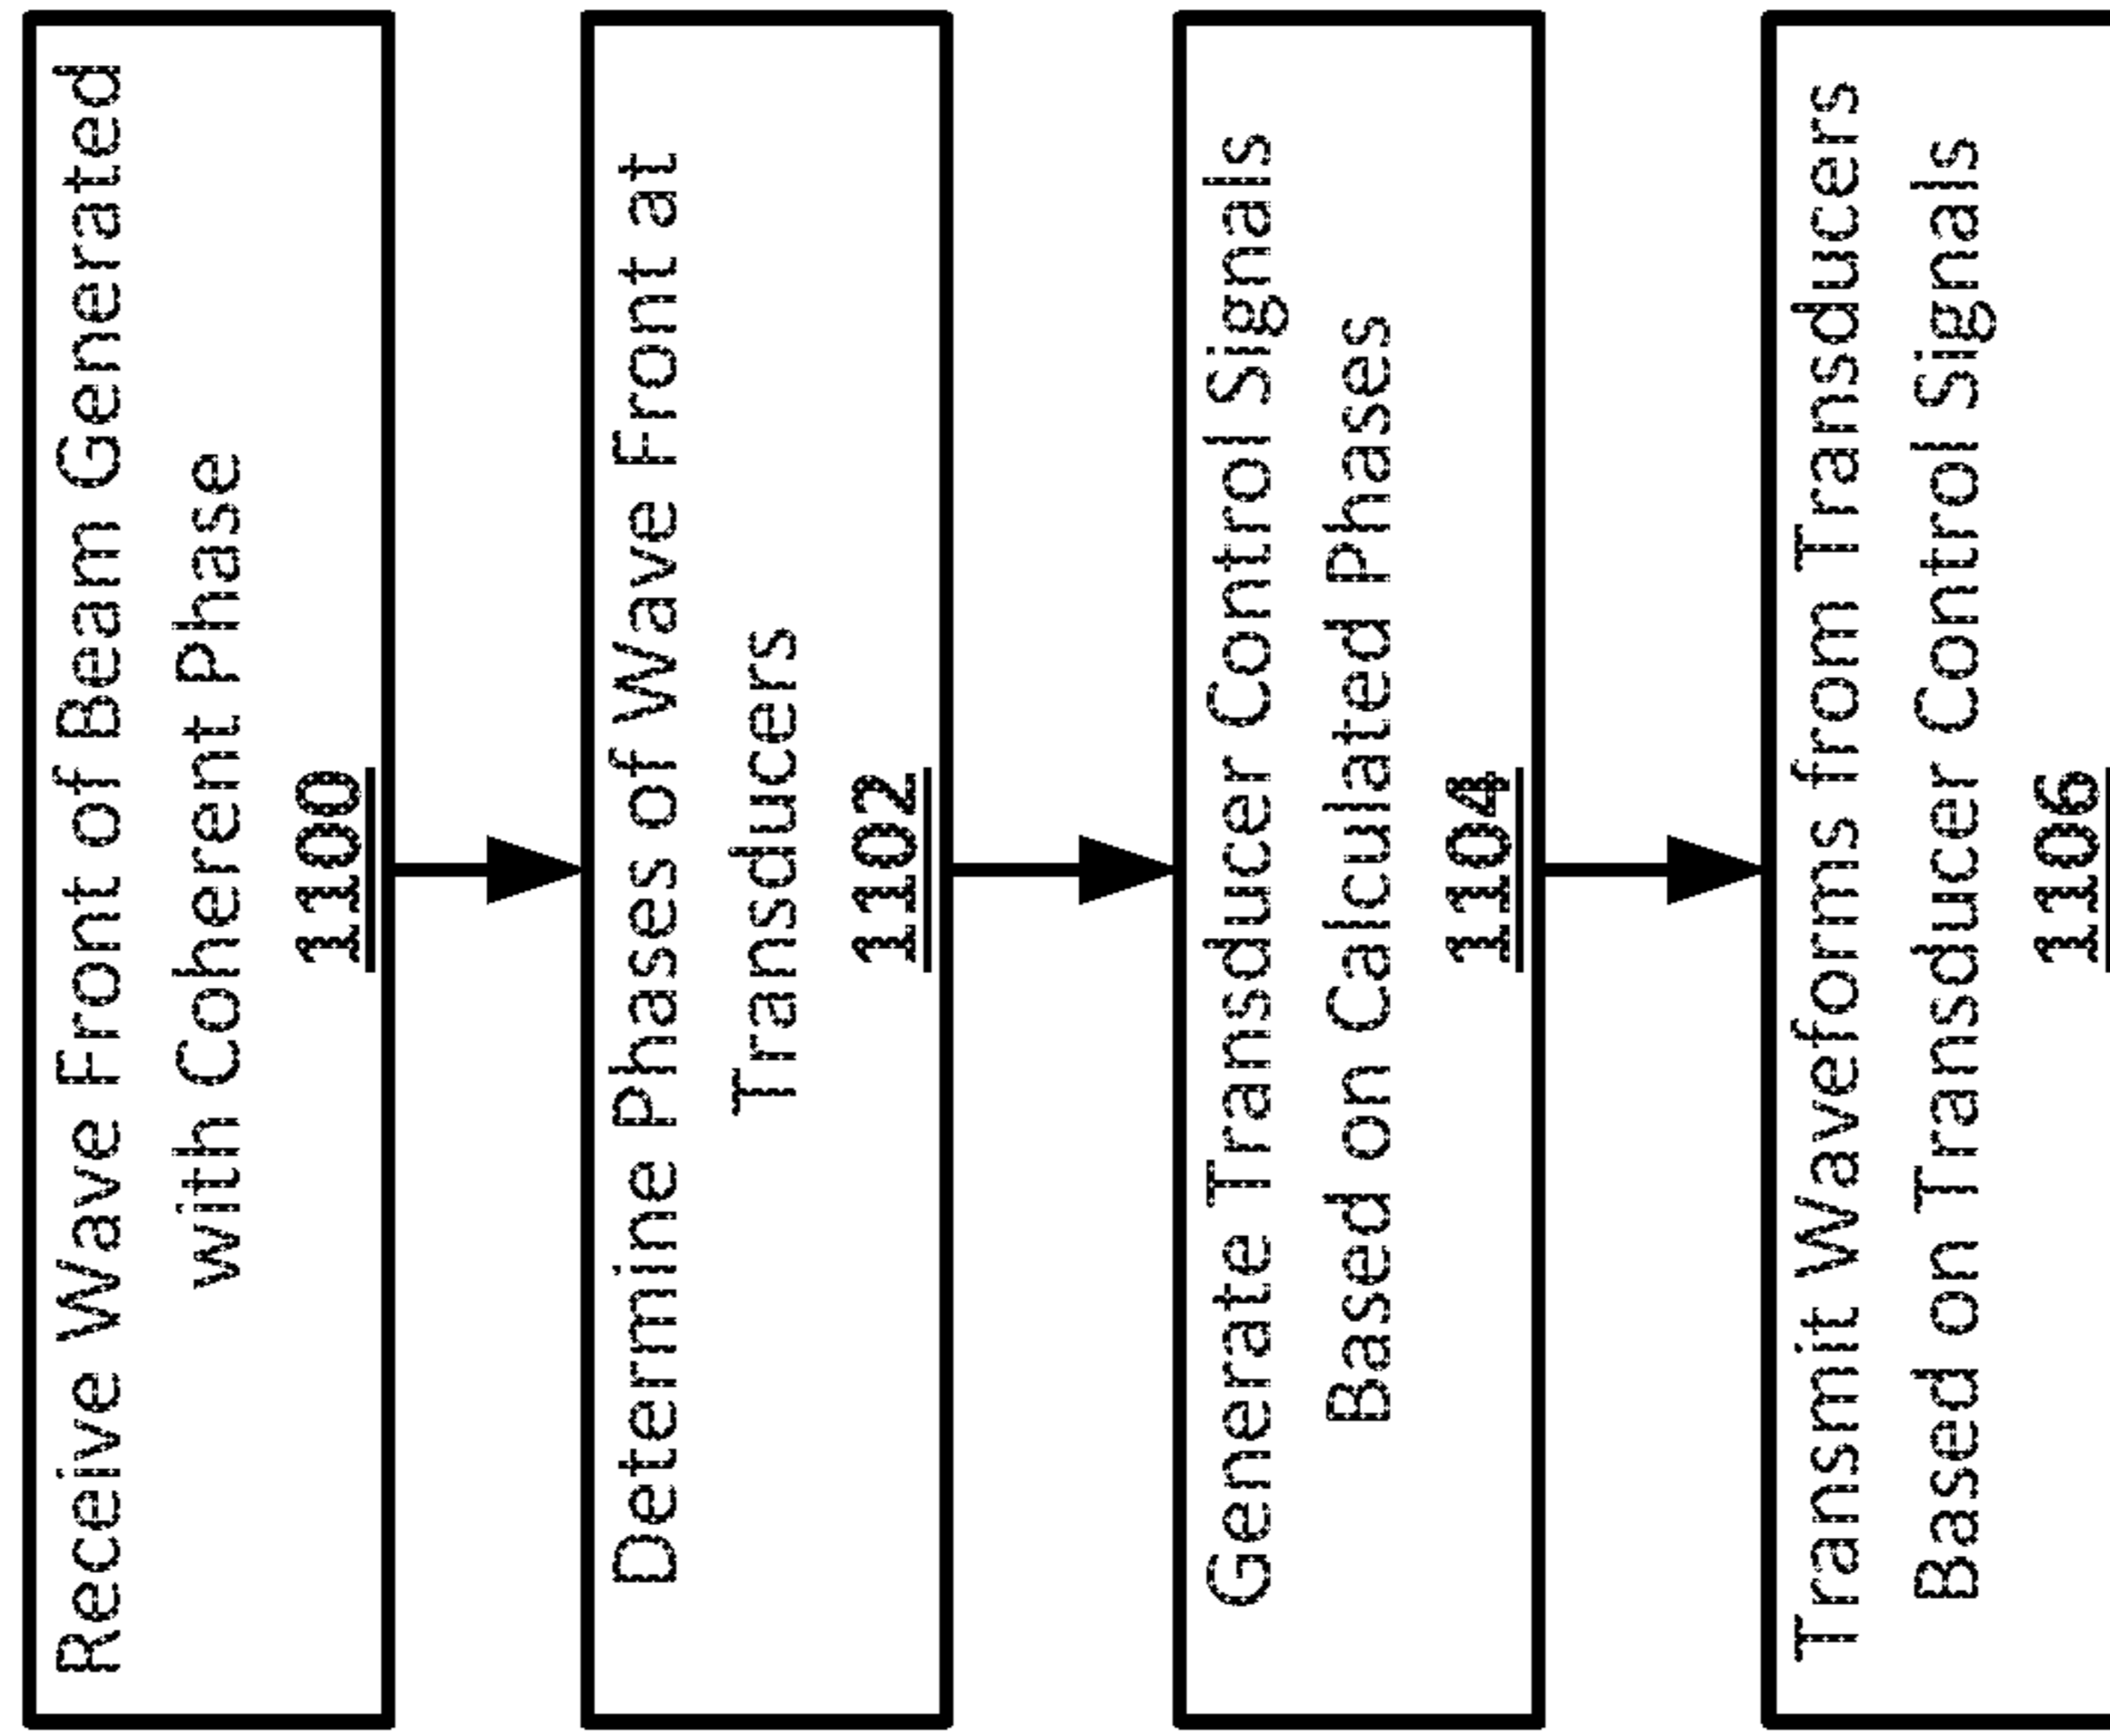 Receive Wave Front of Beam Generated
with Coherent Phase
1100
Determine Phases of Wave Front at
Transducers
1102
Generate Transducer Control Signals
Based on Calculated Phases
1104
Transmit Waveforms from Transducers
Based on Transducer Control Signals
1106